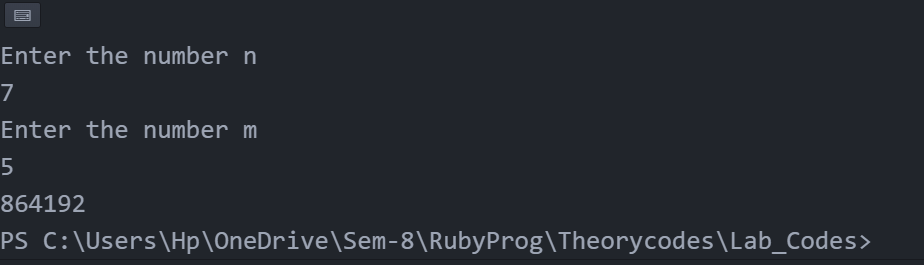 Enter the number n
7
Enter the number m
5
864192
PS C:\Users\Hp\OneDrive\Sem-8\RubyProg\Theorycodes\Lab_Codes>